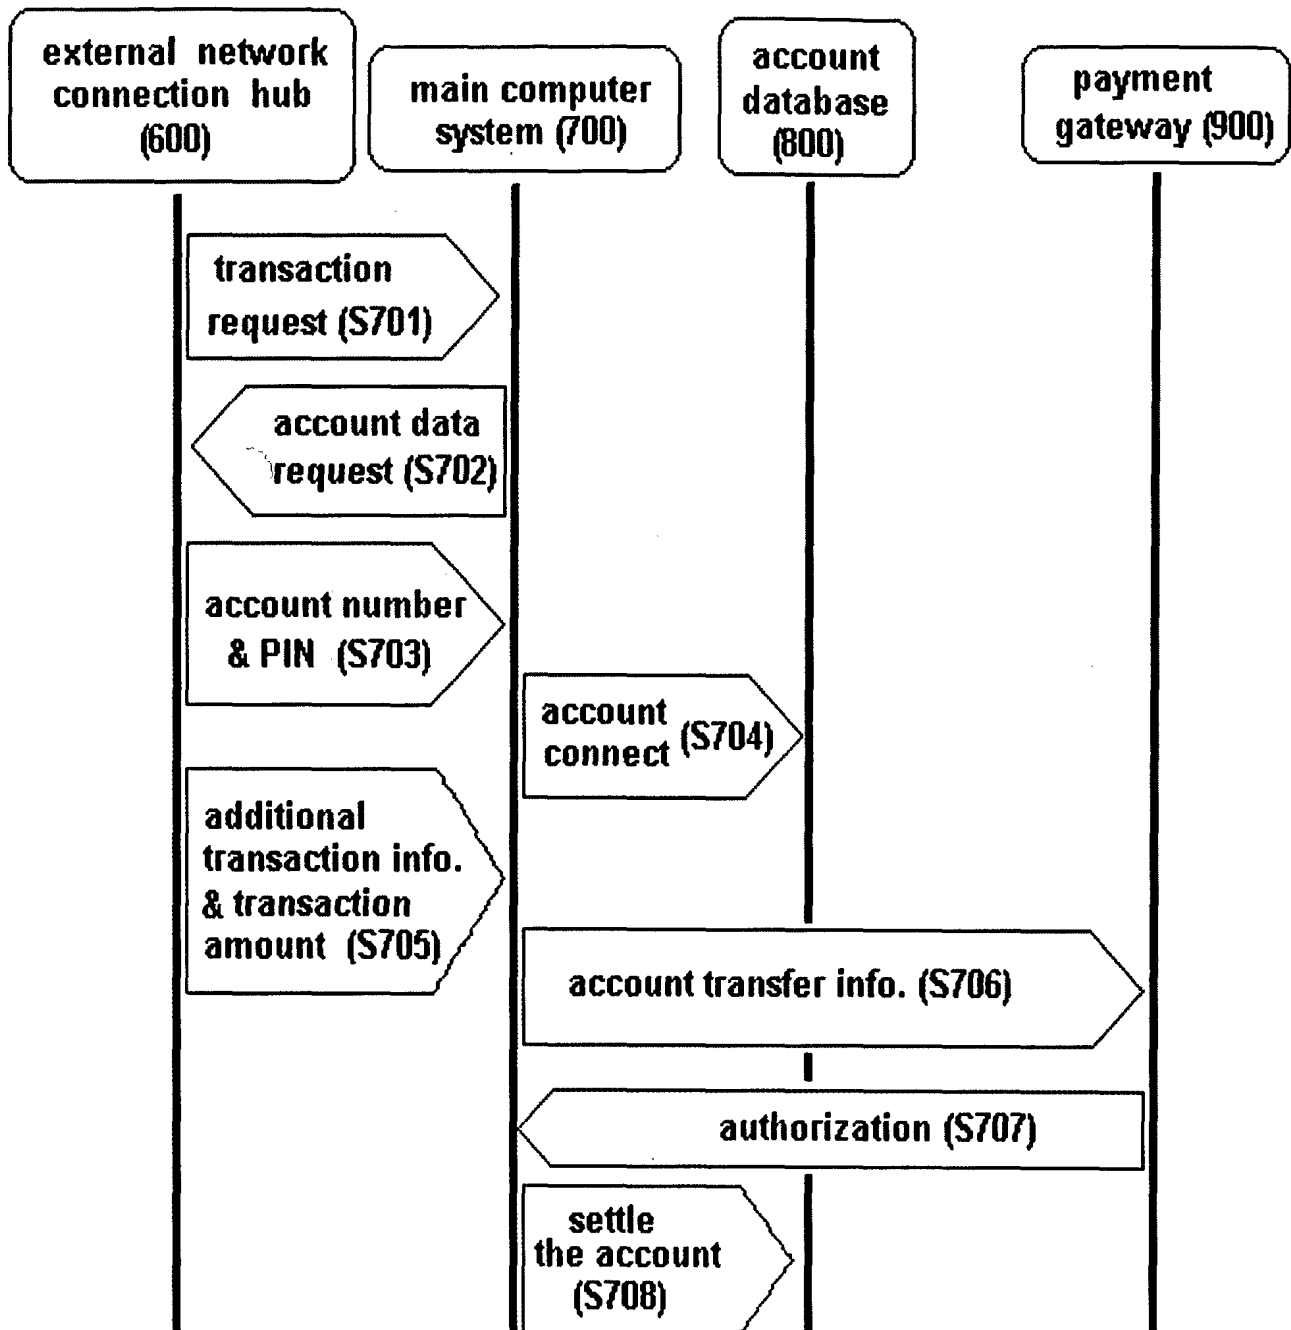 external network
connection hub
(600)
main computer
system (700)
account
database
(800)
payment
gateway (900)
transaction
request (S701)
account data
request (S702)
account number
& PIN (S703)
account
connect (S704)
additional
transaction info.
& transaction
amount (S705)
account transfer info. (S706)
authorization (S707)
settle
the account
(S708)